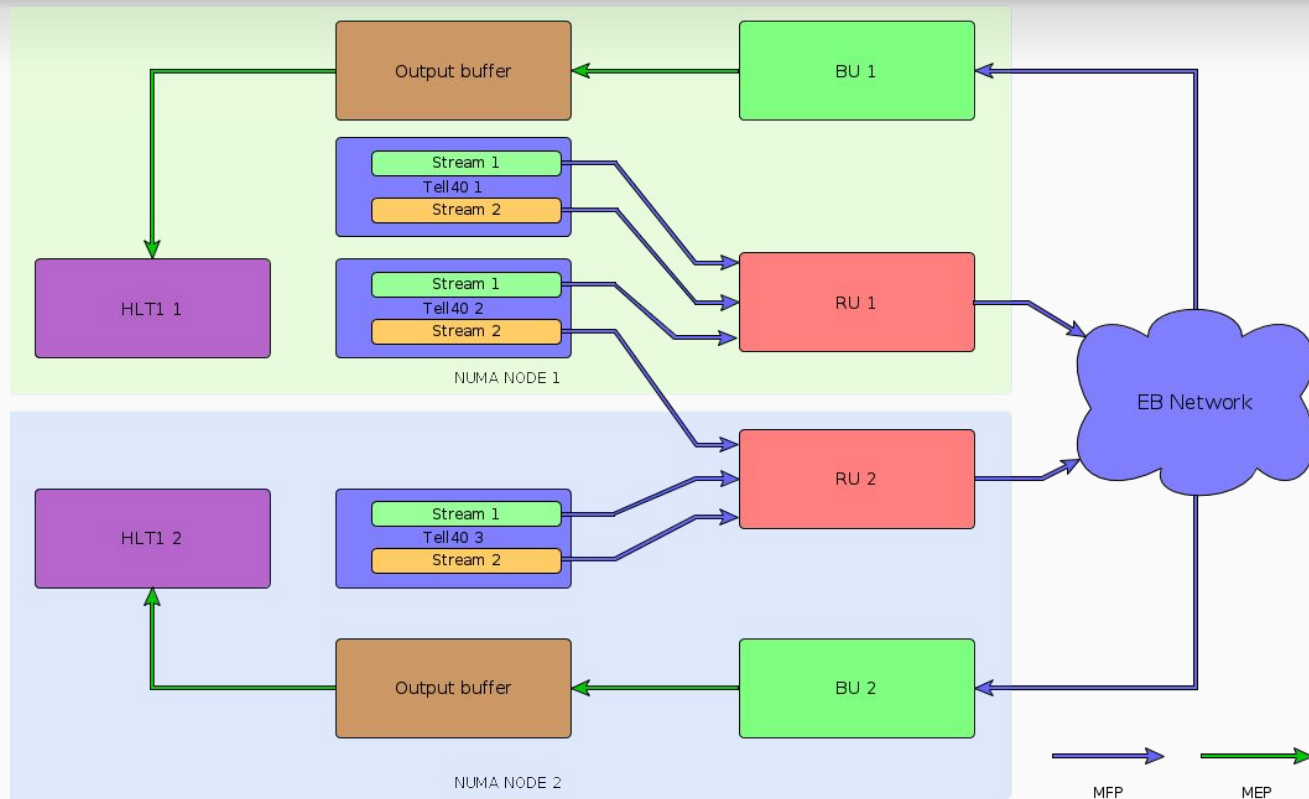 Output buffer
BU 1
Stream 1
Tell40 1
Stream 2
HLT1 1
Stream 1
Tell40 2
Stream 2
RU 1
NUMA NODE 1
EB Network
RU 2
HLT1 2
Stream 1
Tell40 3
Stream 2
Output buffer
BU 2
NUMA NODE 2
MFP
MEP